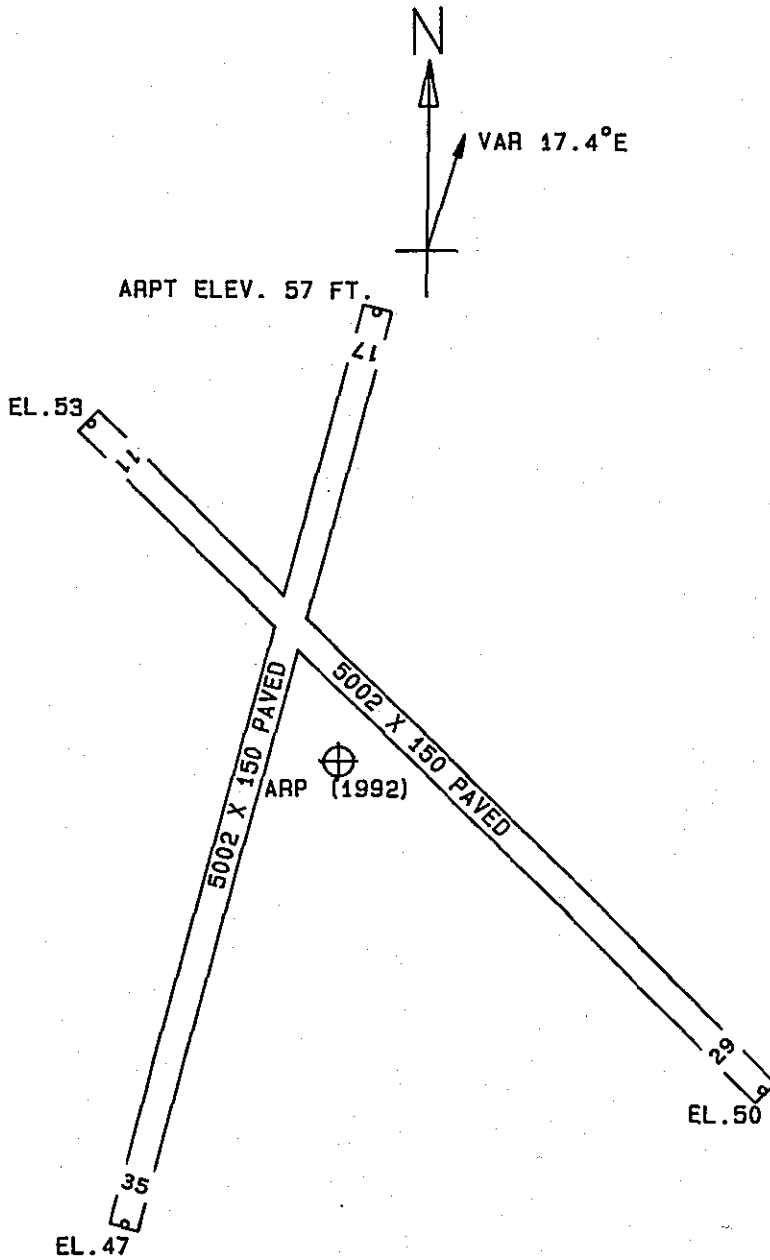 N
VAR 17.4°E
ARPT ELEV. 57 FT.
17
EL.53
11
5002 X 150 PAVED
5002 X 150 PAVED
ARP (1992)
29
EL.50
35
EL.47